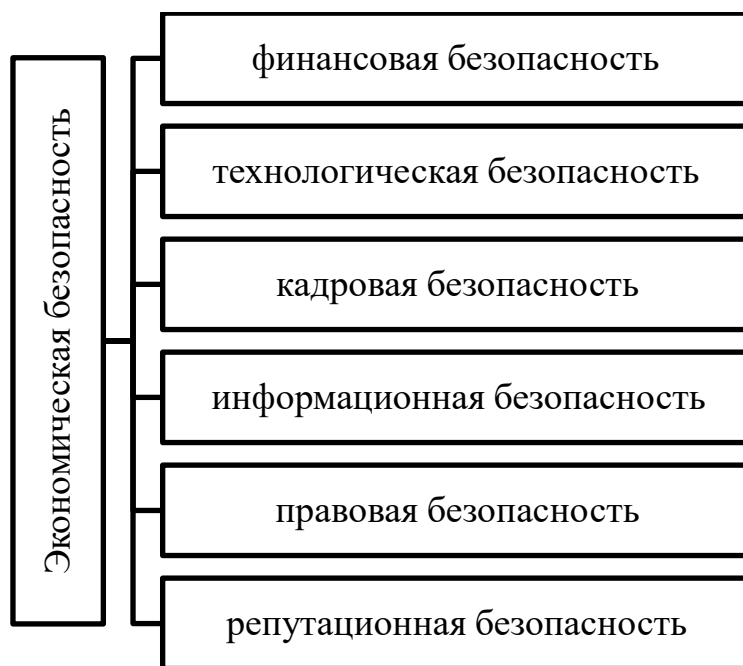 Экономическая безопасность
финансовая безопасность
технологическая безопасность
кадровая безопасность
информационная безопасность
правовая безопасность
репутационная безопасность